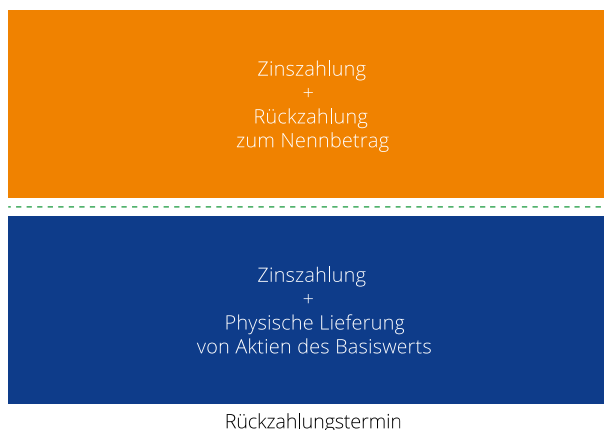 Zinszahlung
+
Rückzahlung
zum Nennbetrag
Zinszahlung
+
Physische Lieferung
von Aktien des Basiswerts
Rückzahlungstermin